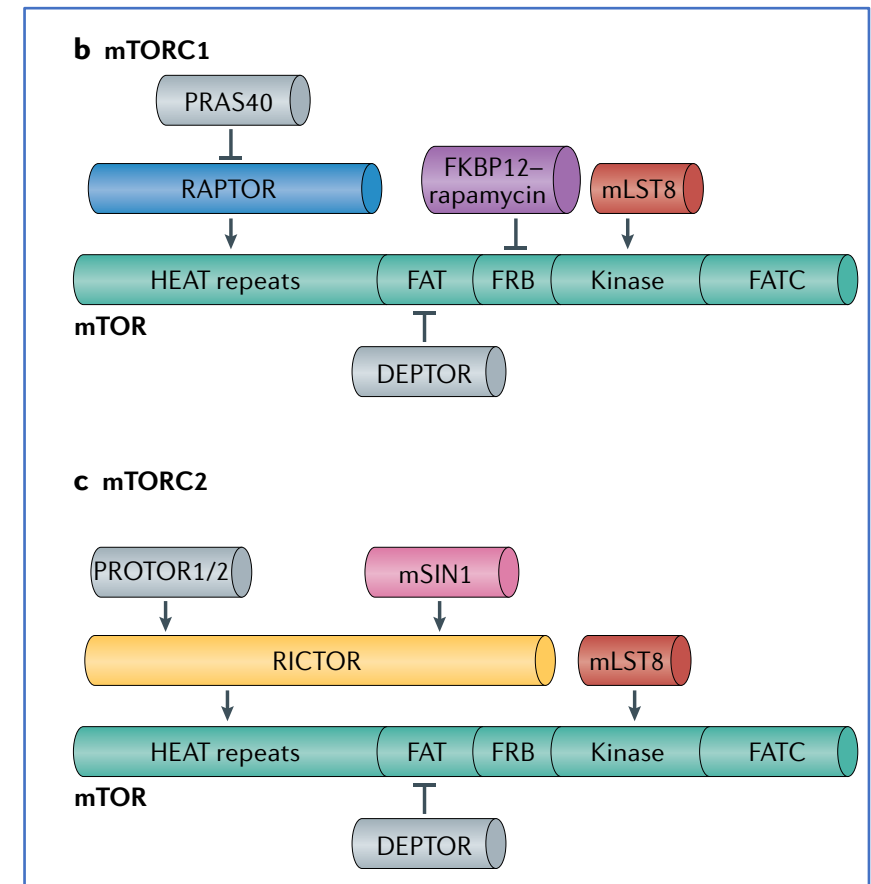 b mTORC1
PRAS40
RAPTOR
FKBP12–
rapamycin
mLST8
HEAT repeats
FAT
FRB
Kinase
FATC
mTOR
DEPTOR
c mTORC2
PROTOR1/2
mSIN1
RICTOR
mLST8
HEAT repeats
FAT
FRB
Kinase
FATC
mTOR
DEPTOR